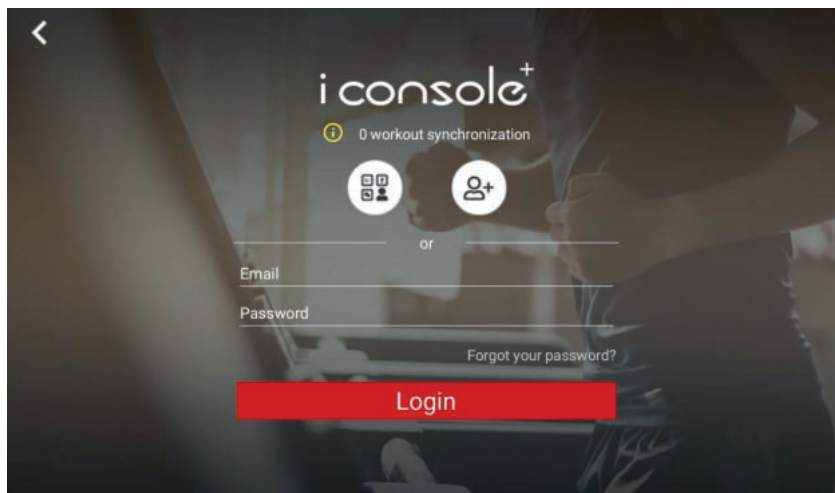 i console+
0 workout synchronization
or
Email
Password
Forgot your password?
Login